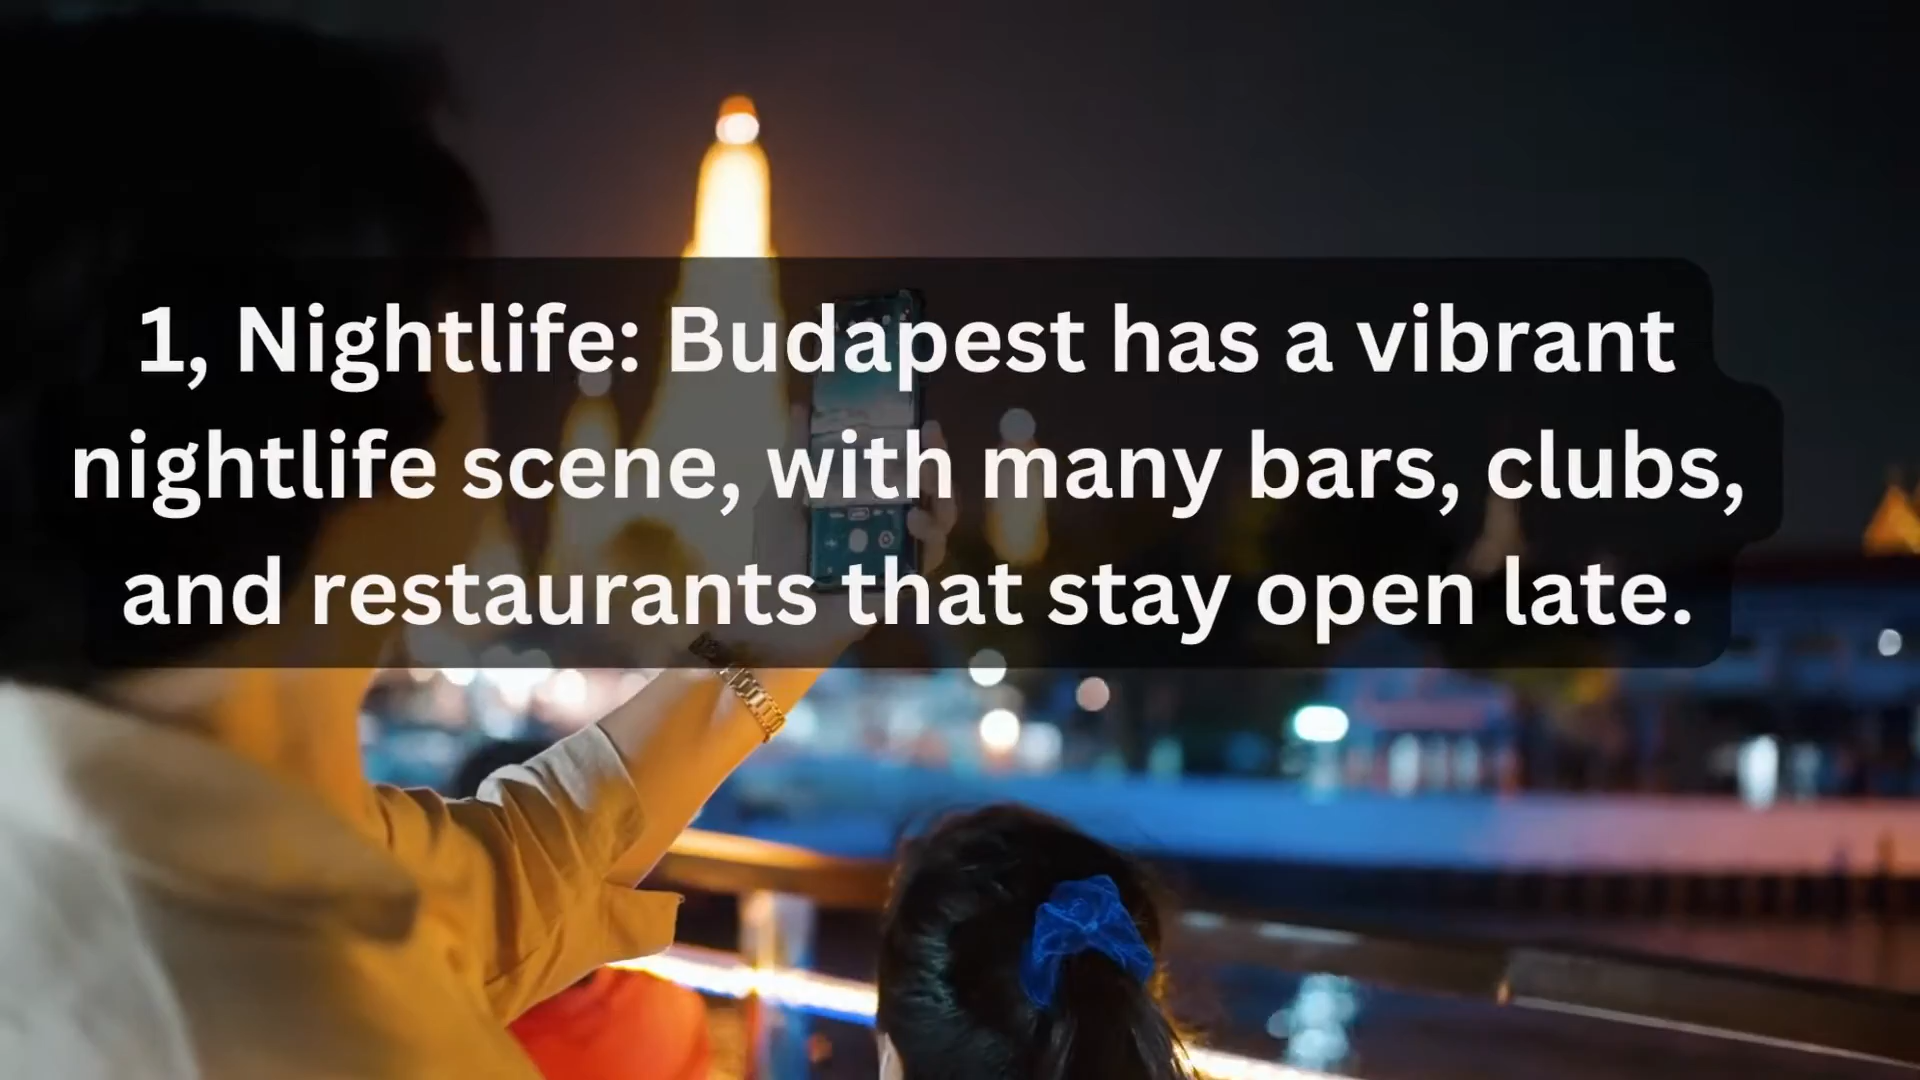 1, Nightlife: Budapest has a vibrant
nightlife scene, with many bars, clubs,
and restaurants that stay open late.